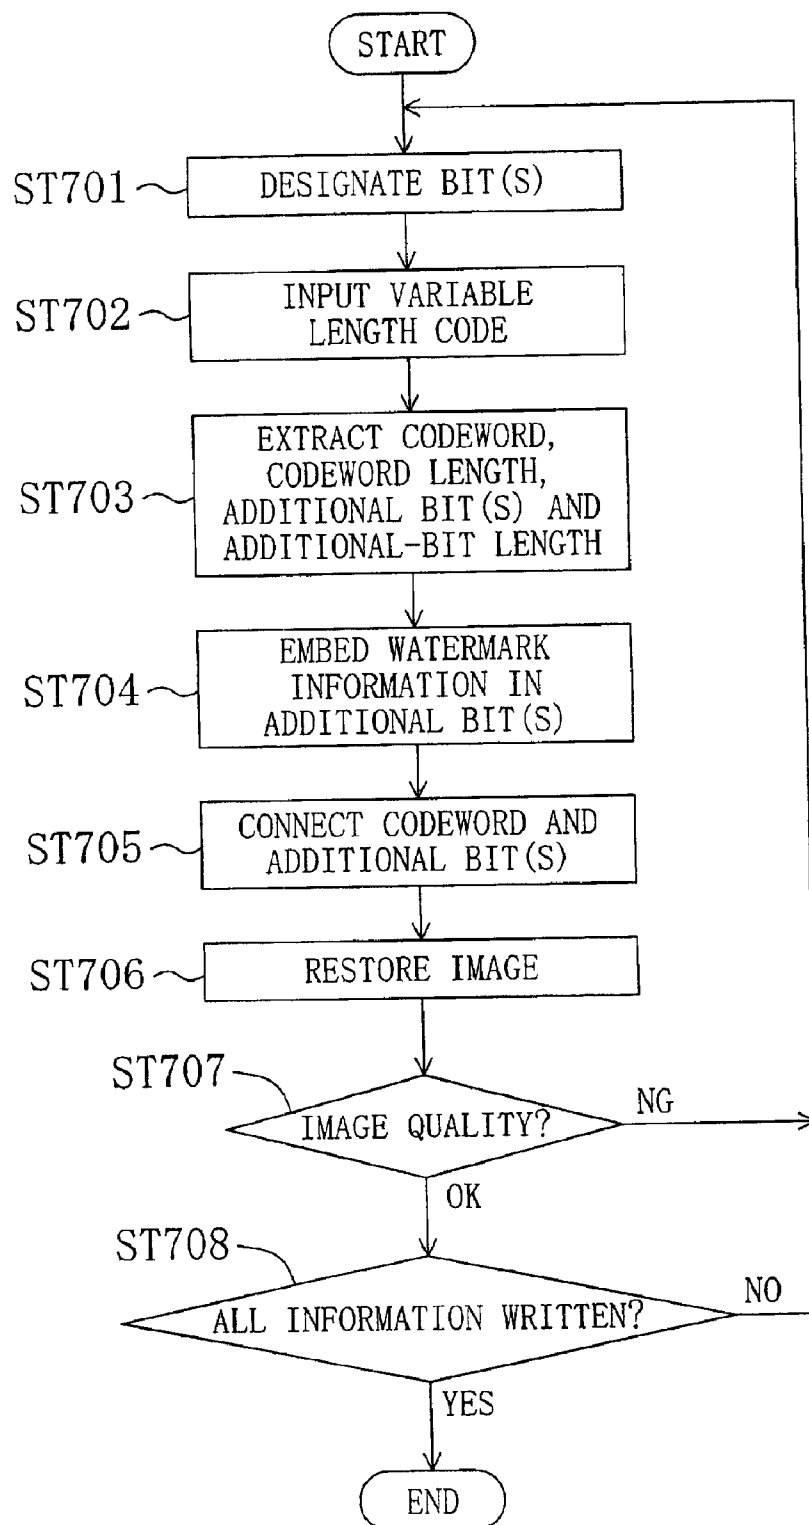 START
ST701
DESIGNATE BIT(S)
ST702
INPUT VARIABLE
LENGTH CODE
ST703
EXTRACT CODEWORD,
CODEWORD LENGTH,
ADDITIONAL BIT(S) AND
ADDITIONAL-BIT LENGTH
ST704
EMBED WATERMARK
INFORMATION IN
ADDITIONAL BIT(S)
ST705
CONNECT CODEWORD AND
ADDITIONAL BIT(S)
ST706
RESTORE IMAGE
ST707
IMAGE QUALITY?
NG
OK
ST708
ALL INFORMATION WRITTEN?
NO
YES
END